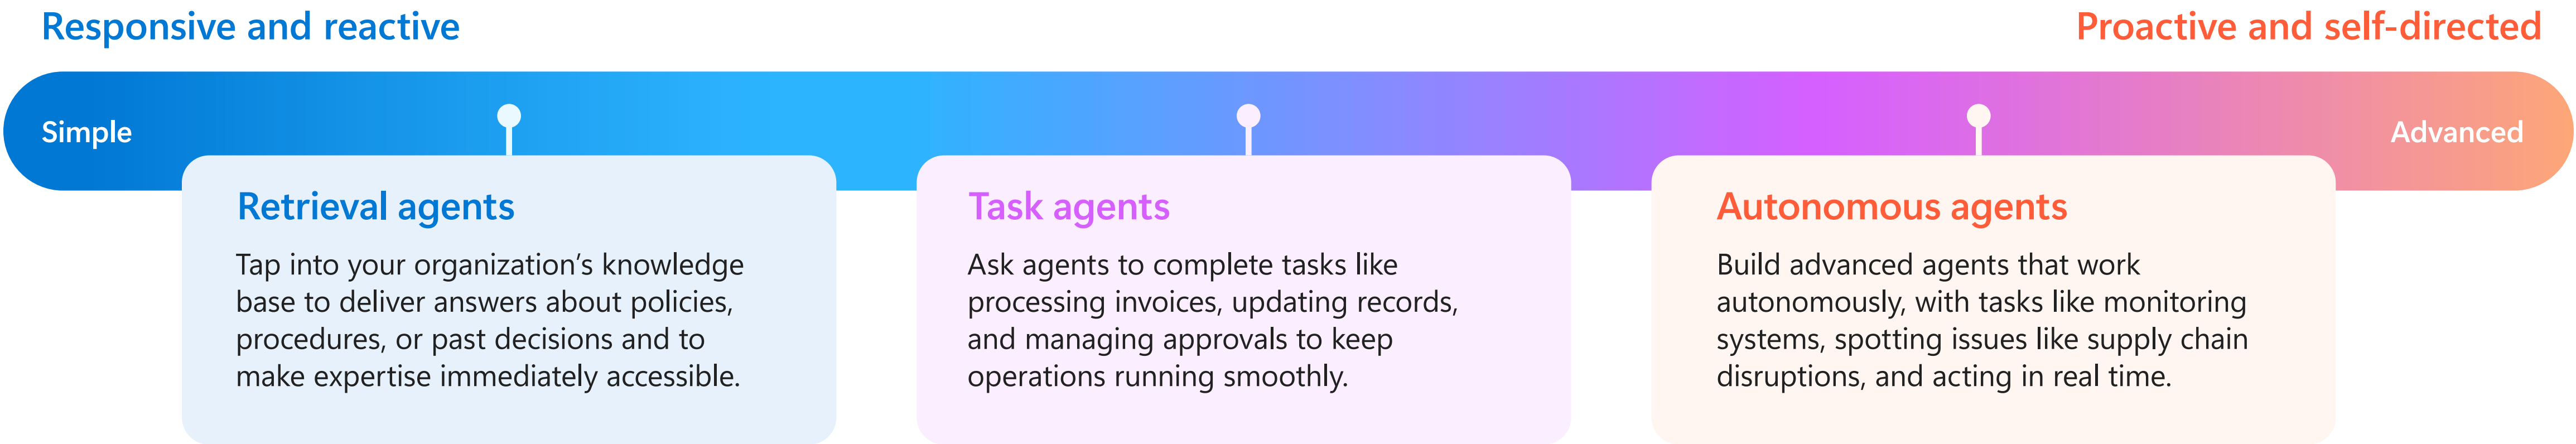 Responsive and reactive
Proactive and self-directed
Simple
Advanced
Retrieval agents
Tap into your organization’s knowledge
base to deliver answers about policies,
procedures, or past decisions and to
make expertise immediately accessible.
Task agents
Ask agents to complete tasks like
processing invoices, updating records,
and managing approvals to keep
operations running smoothly.
Autonomous agents
Build advanced agents that work
autonomously, with tasks like monitoring
systems, spotting issues like supply chain
disruptions, and acting in real time.